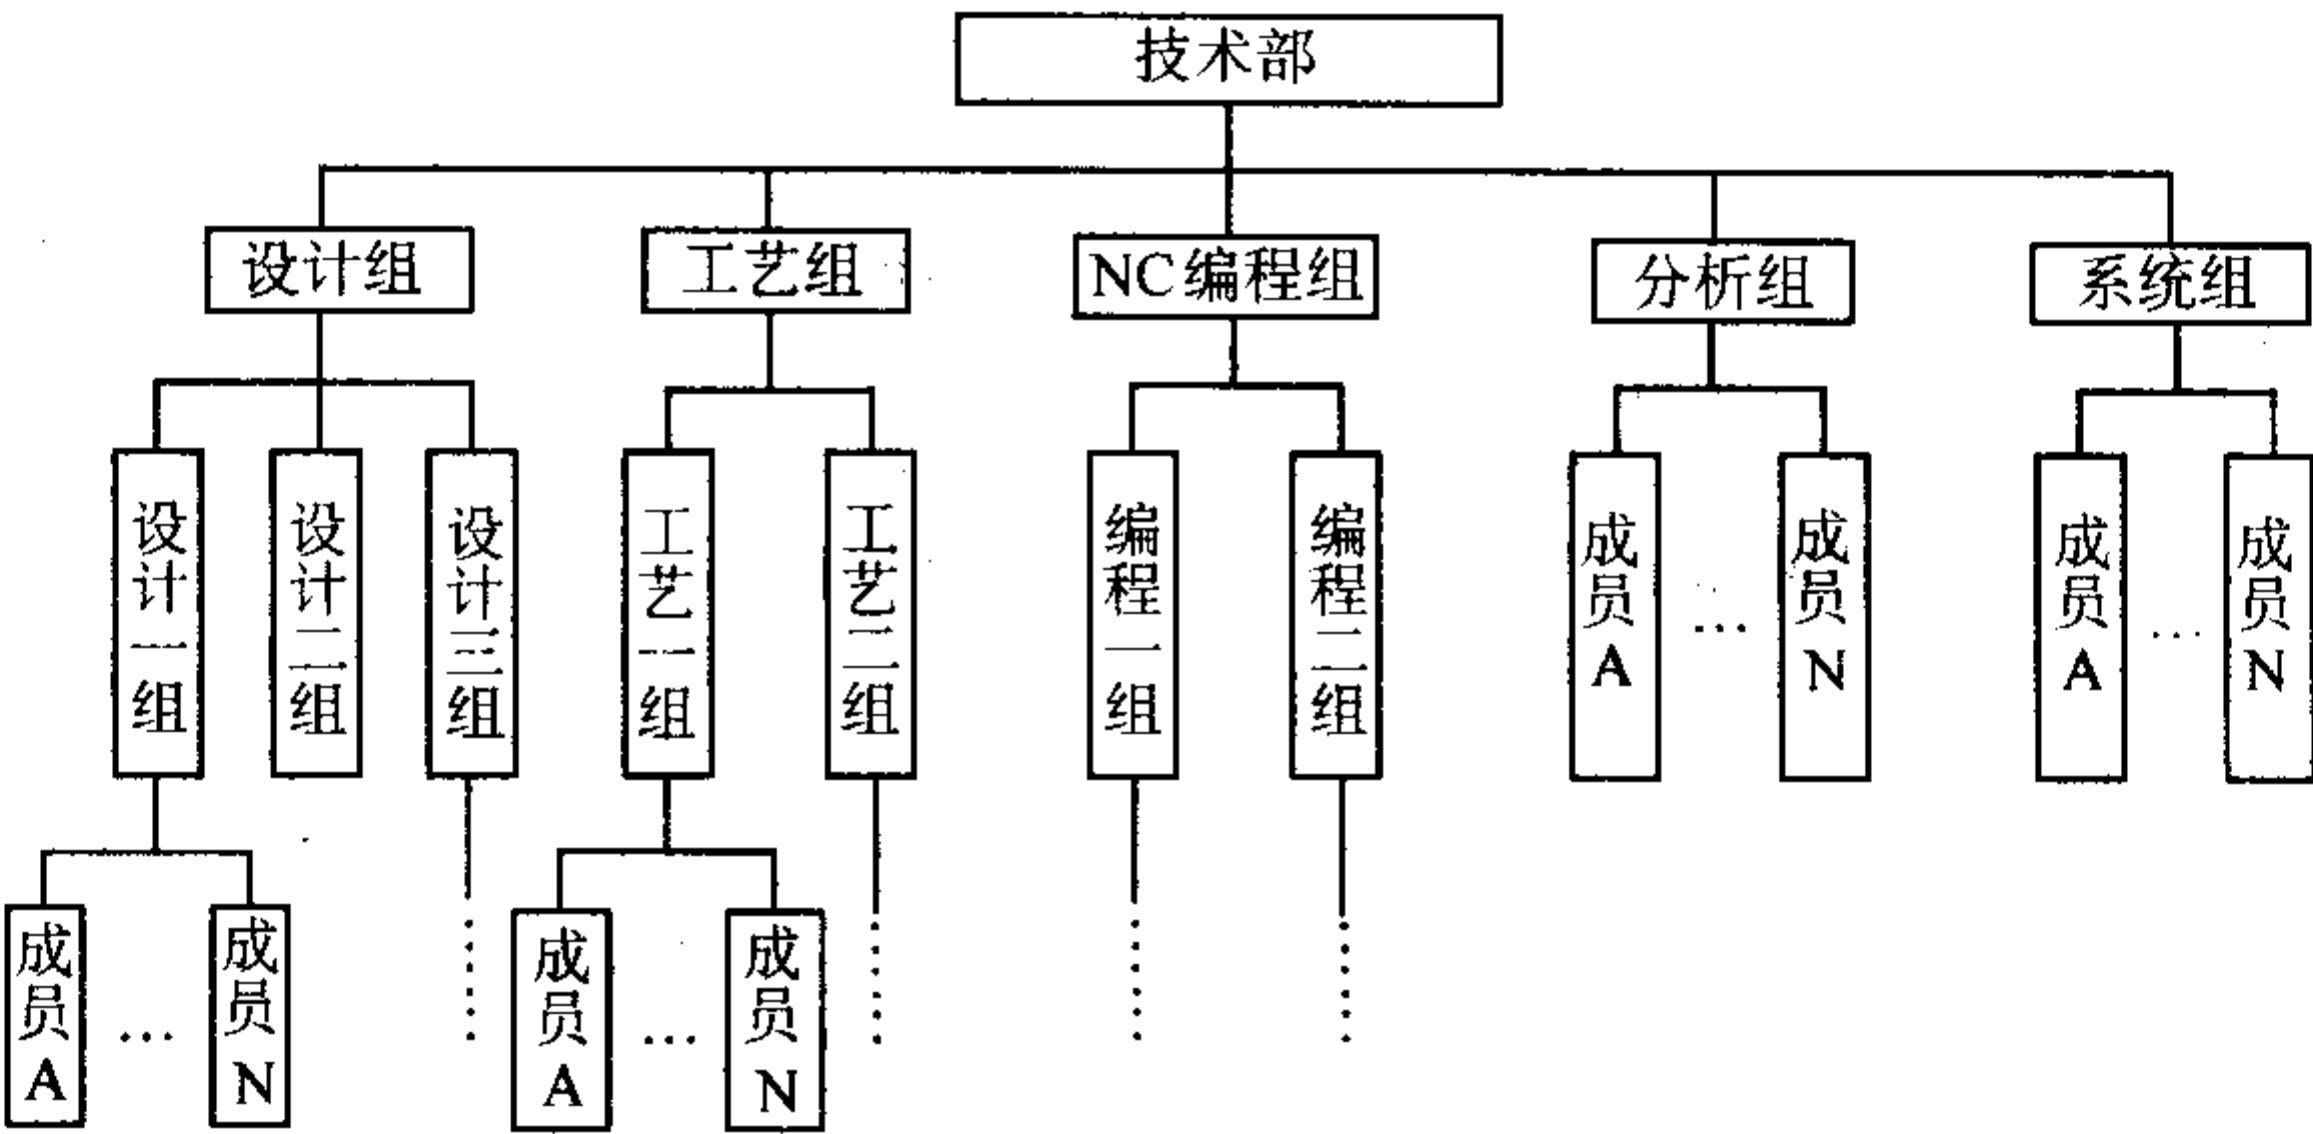 技术部
设计组
工艺组
NC编程组
分析组
系统组
设计一组
设计二组
设计三组
工艺一组
工艺二组
编程一组
编程二组
成员A
…
成员N
成员A
…
成员N
成员A
…
成员N
成员A
…
成员N